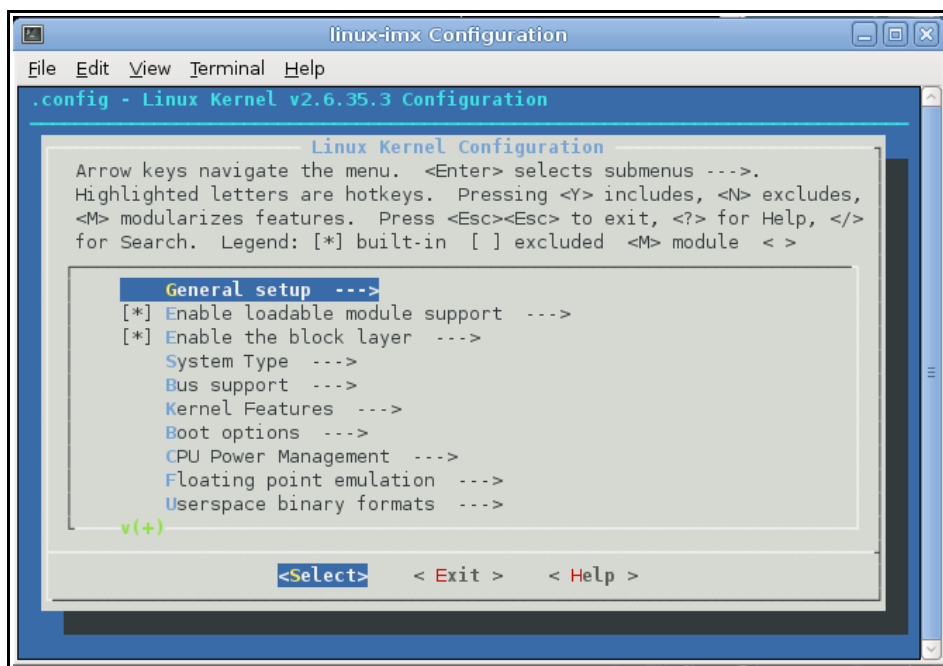 linux-imx Configuration
File Edit View Terminal Help
.config - Linux Kernel v2.6.35.3 Configuration
Linux Kernel Configuration
Arrow keys navigate the menu. <Enter> selects submenus --->.
Highlighted letters are hotkeys. Pressing <Y> includes, <N> excludes,
<M> modularizes features. Press <Esc><Esc> to exit, <?> for Help, </>
for Search. Legend: [*] built-in [ ] excluded <M> module < >
General setup --->
[*] Enable loadable module support --->
[*] Enable the block layer --->
System Type --->
Bus support --->
Kernel Features --->
Boot options --->
CPU Power Management --->
Floating point emulation --->
Userspace binary formats --->
v(+)
<Select> < Exit > < Help >